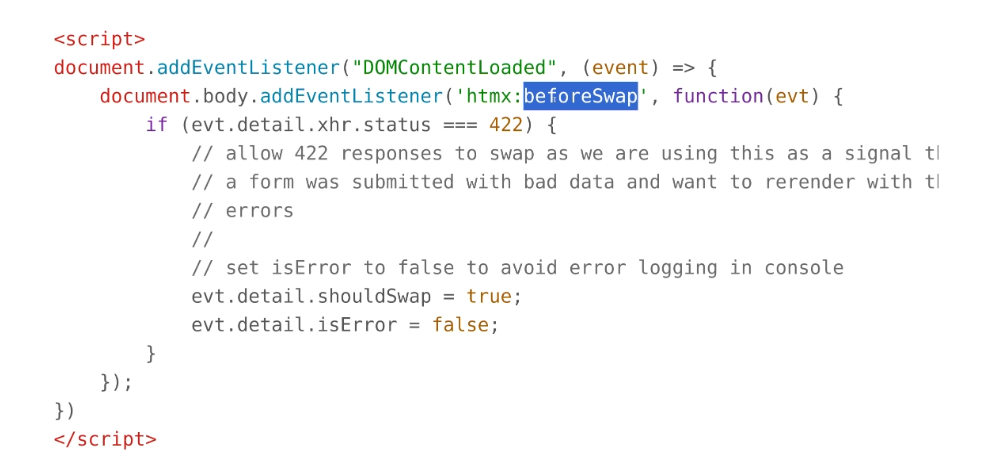 <script>
document.addEventListener("DOMContentLoaded", (event) => {
    document.body.addEventListener('htmx:beforeSwap', function(evt) {
        if (evt.detail.xhr.status === 422) {
            // allow 422 responses to swap as we are using this as a signal
            // a form was submitted with bad data and want to rerender with
            // errors
            //
            // set isError to false to avoid error logging in console
            evt.detail.shouldSwap = true;
            evt.detail.isError = false;
        }
    });
})
</script>